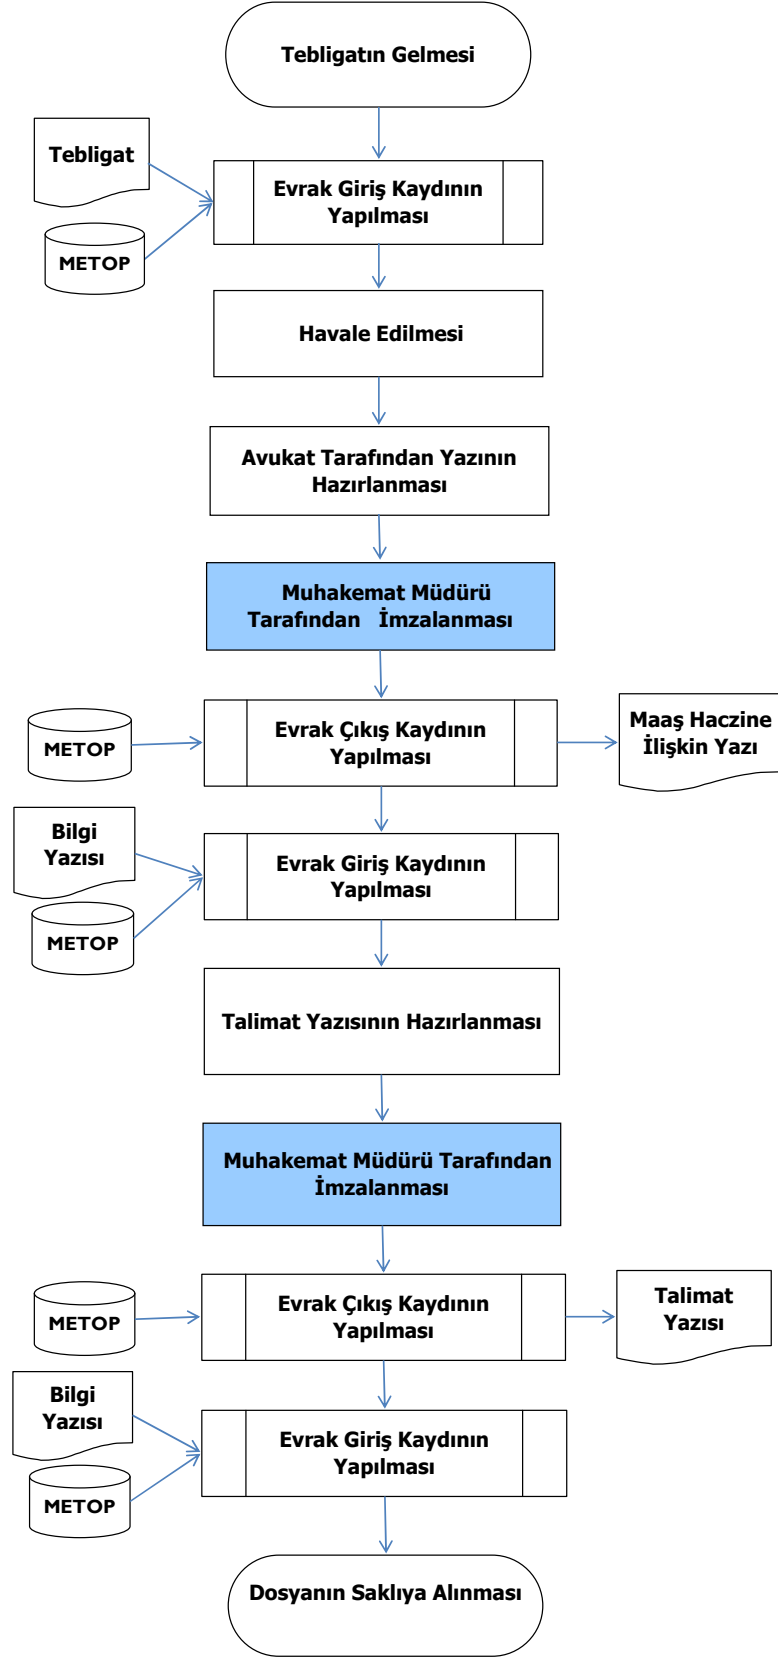 Tebligatın Gelmesi
Tebligat
Evrak Giriş Kaydının
Yapılması
METOP
Havale Edilmesi
Avukat Tarafından Yazının
Hazırlanması
Muhakemat Müdürü
Tarafından İmzalanması
METOP
Evrak Çıkış Kaydının
Yapılması
Maaş Haczine
İlişkin Yazı
Bilgi
Yazısı
Evrak Giriş Kaydının
Yapılması
METOP
Talimat Yazısının Hazırlanması
Muhakemat Müdürü Tarafından
İmzalanması
METOP
Evrak Çıkış Kaydının
Yapılması
Talimat
Yazısı
Bilgi
Yazısı
Evrak Giriş Kaydının
Yapılması
METOP
Dosyanın Saklıya Alınması